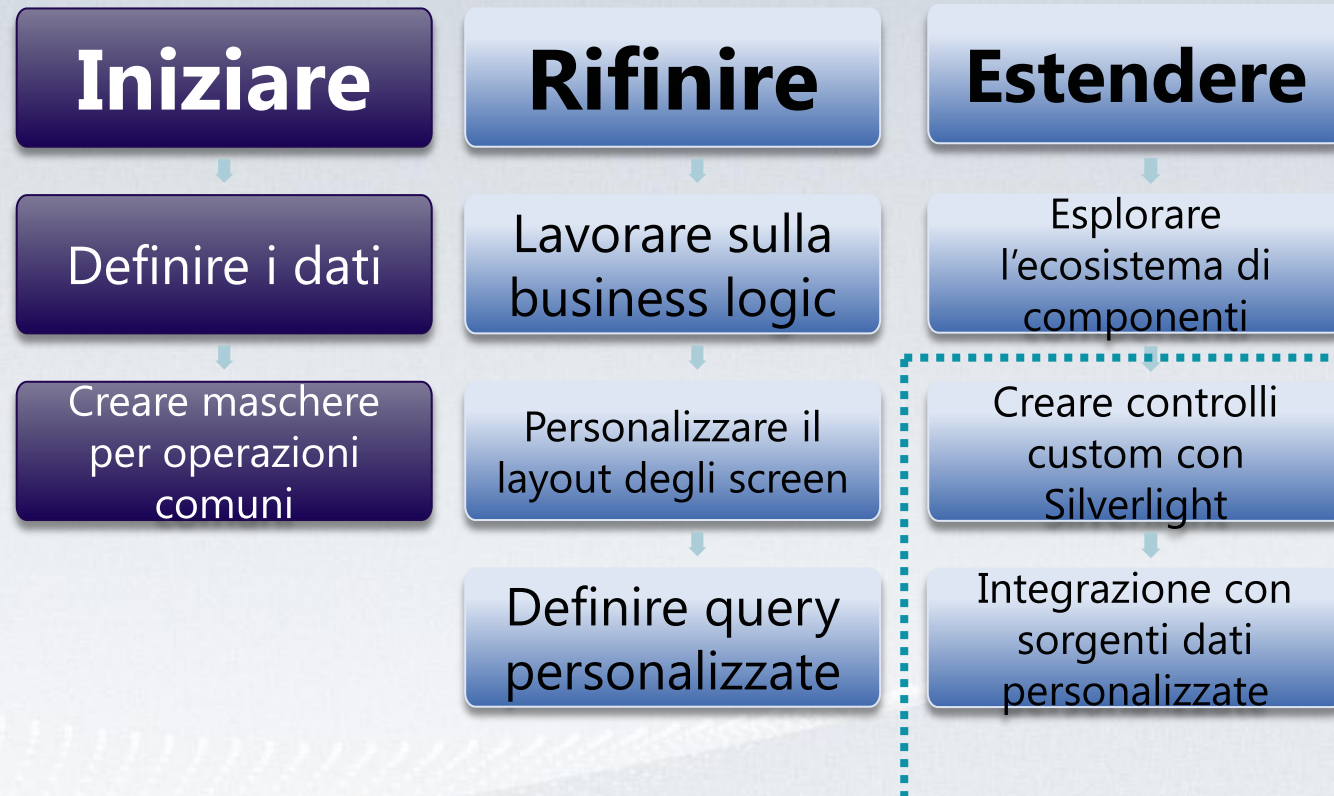 Iniziare
Definire i dati
Creare maschere
per operazioni
comuni
Rifinire
Lavorare sulla
business logic
Personalizzare il
layout degli screen
Definire query
personalizzate
Estendere
Esplorare
l’ecosistema di
componenti
Creare controlli
custom con
Silverlight
Integrazione con
sorgenti dati
personalizzate